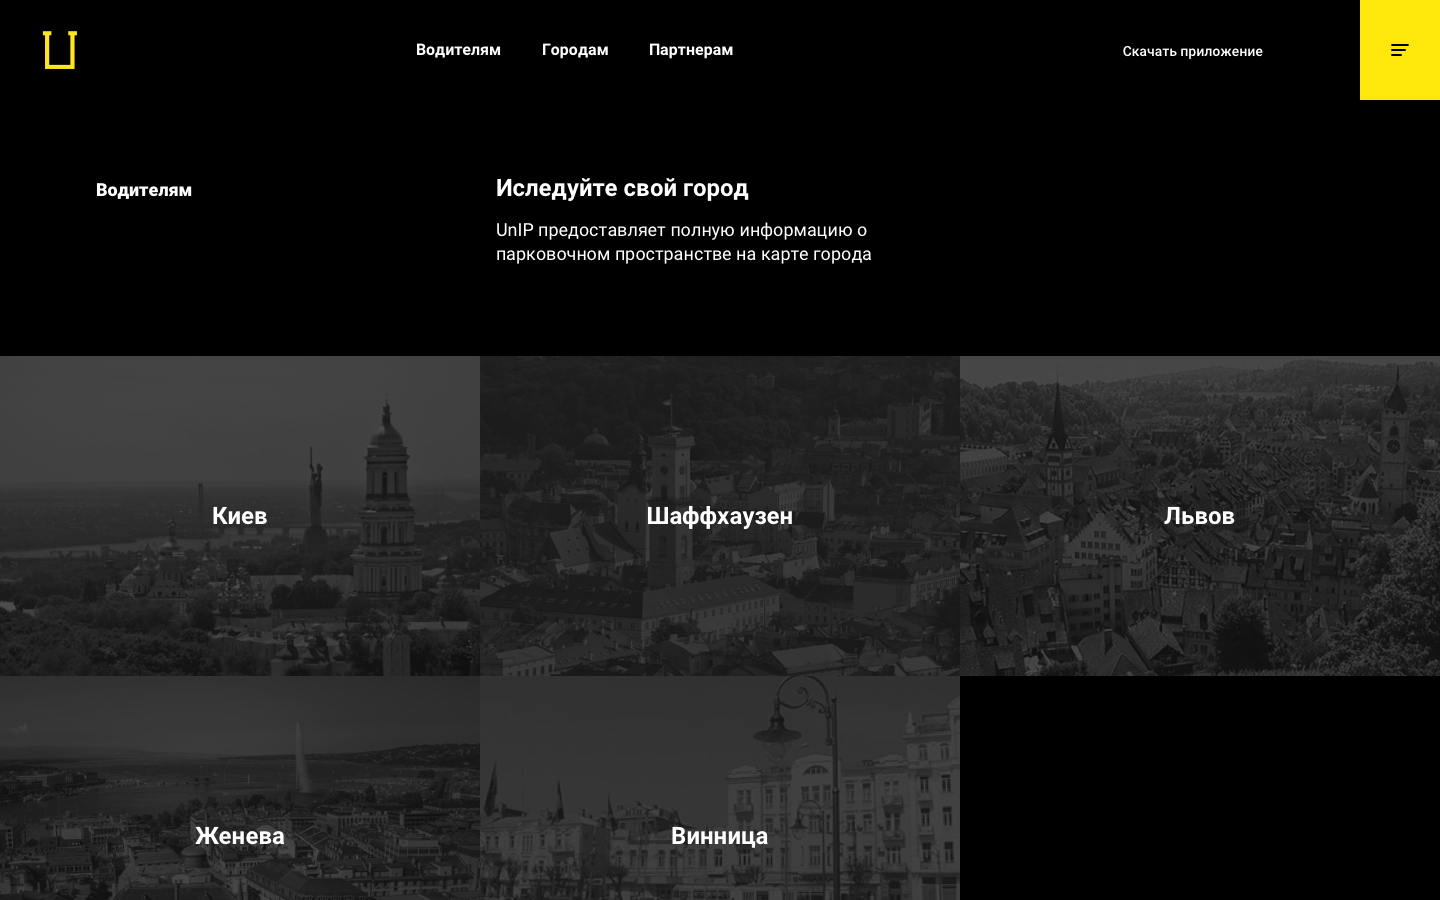 Водителям Городам Партнерам Скачать приложение
Водителям
Иследуйте свой город
UnIP предоставляет полную информацию о
парковочном пространстве на карте города
Киев
Шаффхаузен
Львов
Женева
Винница